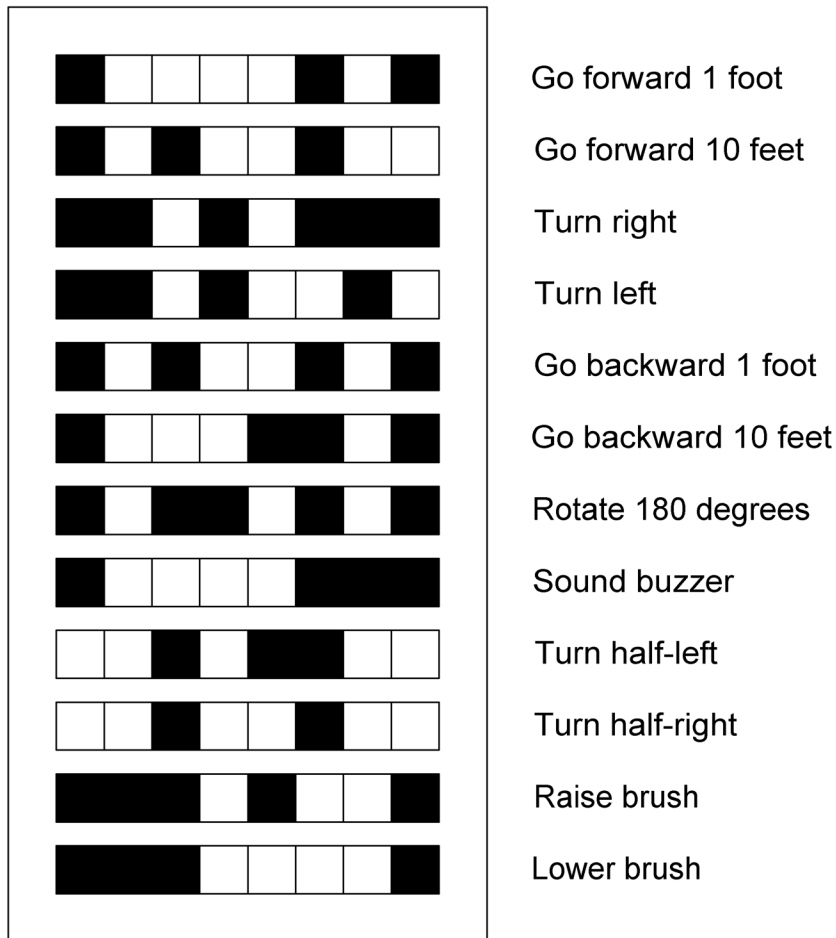 Go forward 1 foot
Go forward 10 feet
Turn right
Turn left
Go backward 1 foot
Go backward 10 feet
Rotate 180 degrees
Sound buzzer
Turn half-left
Turn half-right
Raise brush
Lower brush